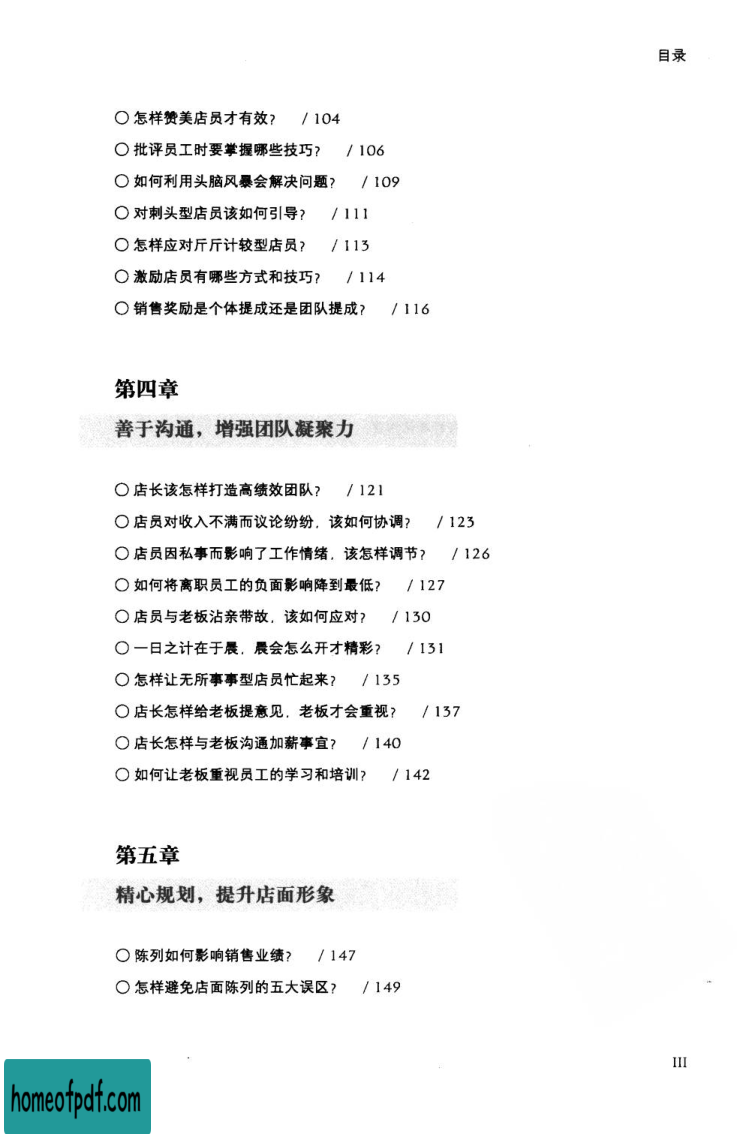 目录
○ 怎样赞美店员才有效? / 104
○ 批评员工时要掌握哪些技巧? / 106
○ 如何利用头脑风暴会解决问题? / 109
○ 对刺头型店员该如何引导? / 111
○ 怎样应对斤斤计较型店员? / 113
○ 激励店员有哪些方式和技巧? / 114
○ 销售奖励是个体提成还是团队提成? / 116
第四章
善于沟通，增强团队凝聚力
○ 店长该怎样打造高绩效团队? / 121
○ 店员对收入不满而议论纷纷，该如何协调? / 123
○ 店员因私事而影响了工作情绪，该怎样调节? / 126
○ 如何将离职员工的负面影响降到最低? / 127
○ 店员与老板沾亲带故，该如何应对? / 130
○ 一日之计在于晨，晨会怎么开才精彩? / 131
○ 怎样让无所事事型店员忙起来? / 135
○ 店长怎样给老板提意见，老板才会重视? / 137
○ 店长怎样与老板沟通加薪事宜? / 140
○ 如何让老板重视员工的学习和培训? / 142
第五章
精心规划，提升店面形象
○ 陈列如何影响销售业绩? / 147
○ 怎样避免店面陈列的五大误区? / 149
III
homeofpdf.com